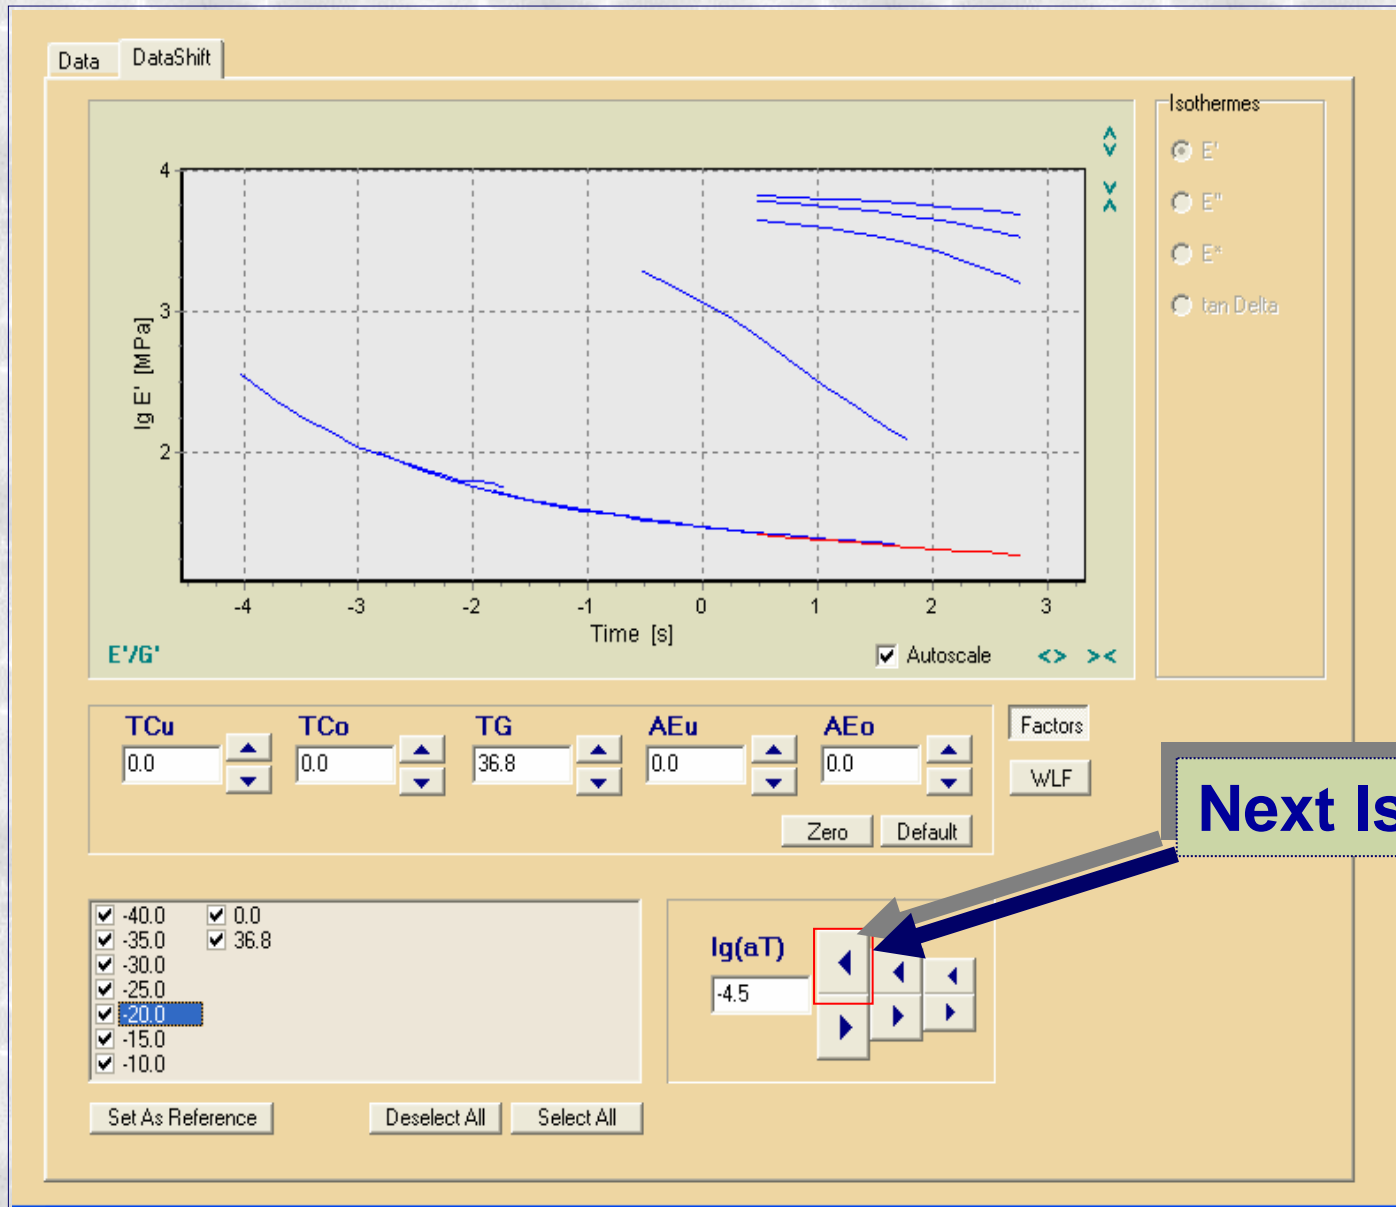 Data DataShift
Isothermes
E'
E"
E*
tan Delta
4
3
2
lg E' [MPa]
-4 -3 -2 -1 0 1 2 3
Time [s]
E'/G'
Autoscale <> ><
TCu TCo TG AEu AEo
0.0 0.0 36.8 0.0 0.0
Factors
WLF
Zero Default
Next Is
-40.0 0.0
-35.0 36.8
-30.0
-25.0
-20.0
-15.0
-10.0
lg(aT)
-4.5
Set As Reference Deselect All Select All